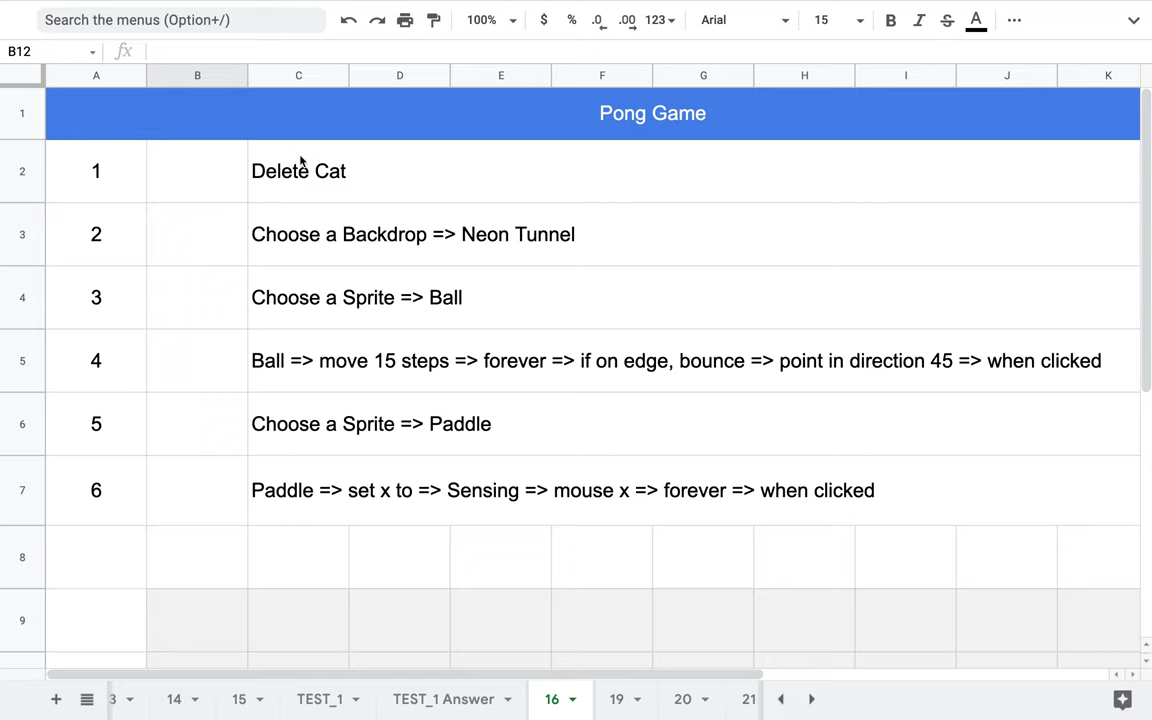 Search the menus (Option+/) 100% $ % .0 .00 123 Arial 15 B I S A
B12 fx
A B C D E F G H I J K
1 Pong Game
2 1 Delete Cat
3 2 Choose a Backdrop => Neon Tunnel
4 3 Choose a Sprite => Ball
5 4 Ball => move 15 steps => forever => if on edge, bounce => point in direction 45 => when clicked
6 5 Choose a Sprite => Paddle
7 6 Paddle => set x to => Sensing => mouse x => forever => when clicked
8
9
3 14 15 TEST_1 TEST_1 Answer 16 19 20 21